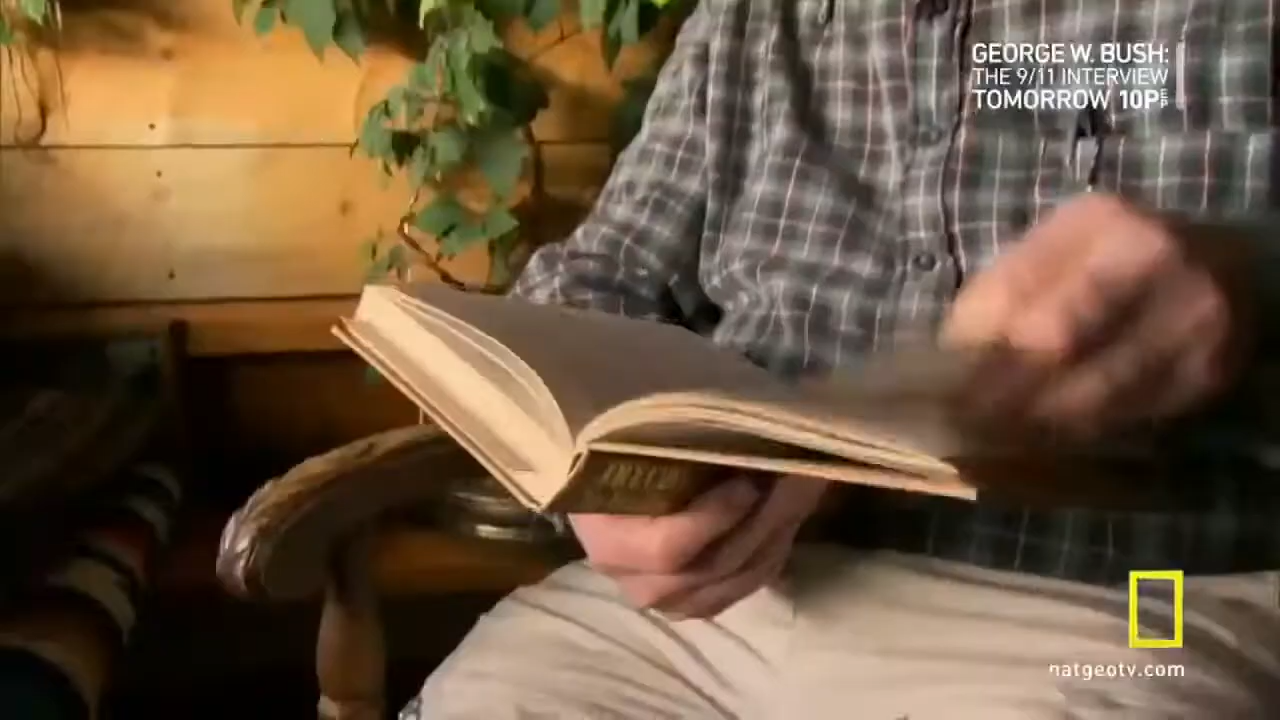 GEORGE W. BUSH:
THE 9/11 INTERVIEW
TOMORROW 10P
natgeotv.com